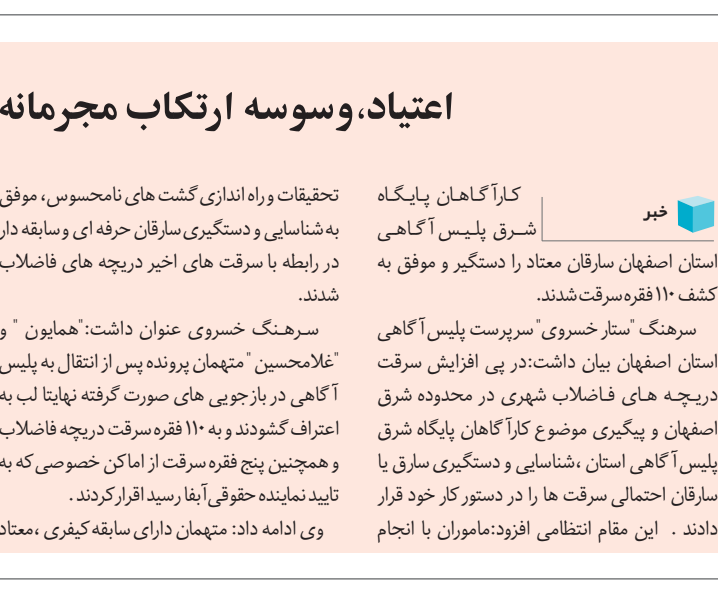 اعتیاد،وسوسه ارتکاب مجرمانه
خبر
کارآگاهان پایگاه
شرق پلیس آگاهی
استان اصفهان سارقان معتاد را دستگیر و موفق به
کشف ۱۱۰ فقره سرقت شدند.
سرهنگ "ستار خسروی"سرپرست پلیس آگاهی
استان اصفهان بیان داشت:در پی افزایش سرقت
دریچه های فاضلاب شهری در محدوده شرق
اصفهان و پیگیری موضوع کارآگاهان پایگاه شرق
پلیس آگاهی استان ،شناسایی و دستگیری سارق یا
سارقان احتمالی سرقت ها را در دستور کار خود قرار
دادند . این مقام انتظامی افزود:ماموران با انجام
تحقیقات و راه اندازی گشت های نامحسوس، موفق
به شناسایی و دستگیری سارقان حرفه ای و سابقه دار
در رابطه با سرقت های اخیر دریچه های فاضلاب
شدند.
سرهنگ خسروی عنوان داشت:"همایون " و
"غلامحسین" متهمان پرونده پس از انتقال به پلیس
آگاهی در بازجویی های صورت گرفته نهایتا لب به
اعتراف گشودند و به ۱۱۰ فقره سرقت دریچه فاضلاب
و همچنین پنج فقره سرقت از اماکن خصوصی که به
تایید نماینده حقوقی آبفا رسید اقرار کردند .
وی ادامه داد: متهمان دارای سابقه کیفری ،معتاد